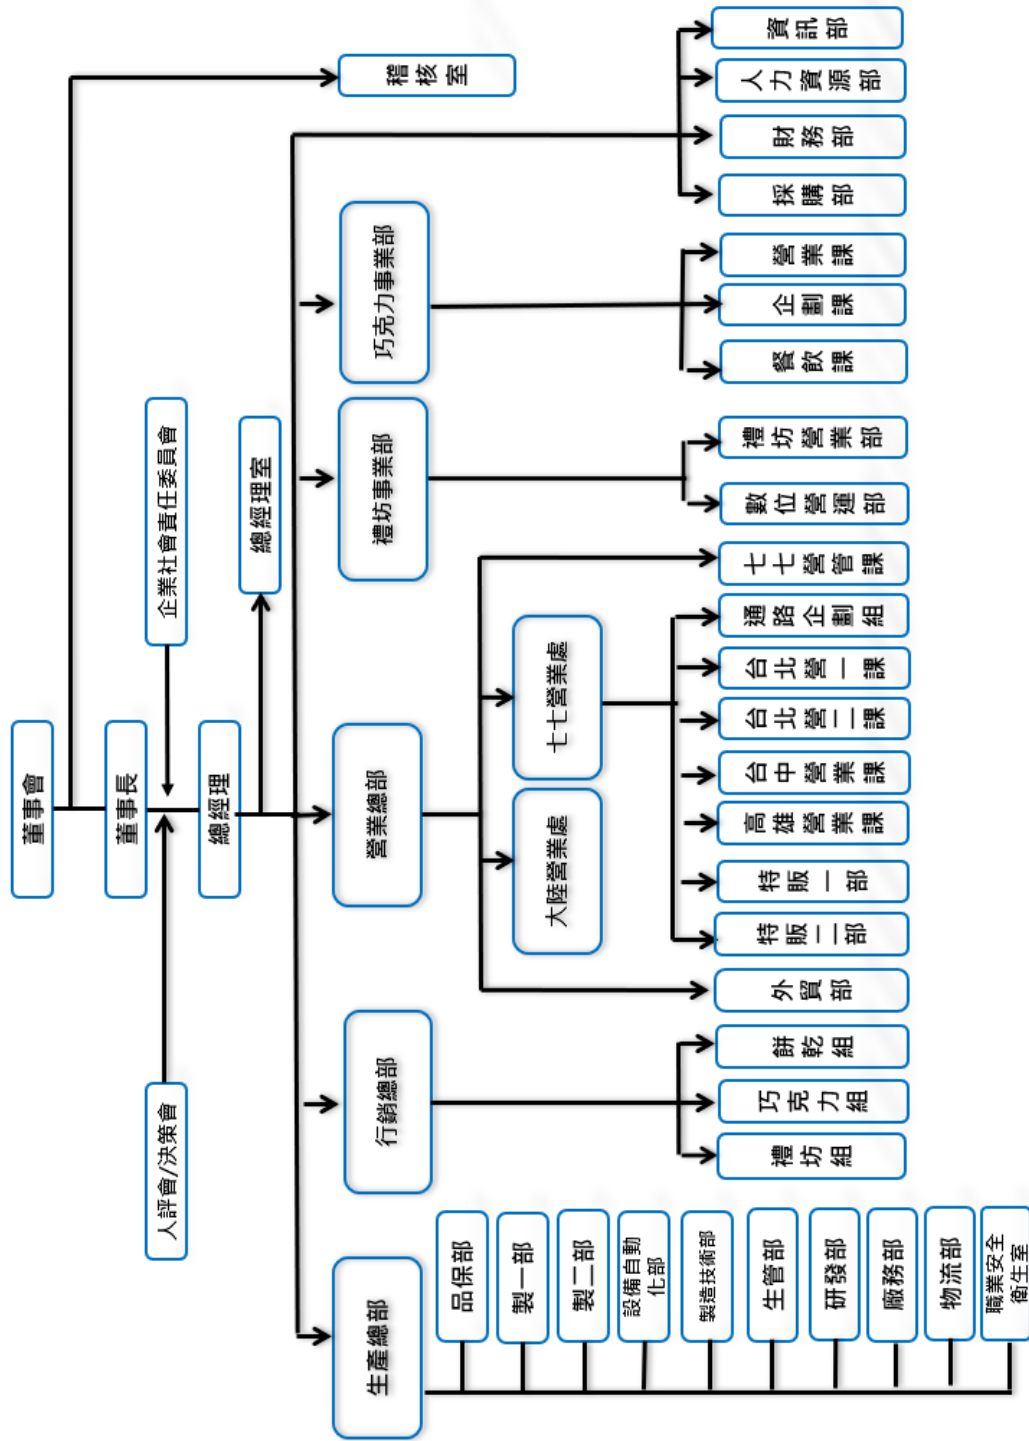 董事會
稽核室
董事長
企業社會責任委員會
人評會/決策會
總經理
總經理室
生產總部
行銷總部
營業總部
禮坊事業部
巧克力事業部
大陸營業處
七七營業處
品保部
製一部
製二部
設備自動
化部
製造技術部
生管部
研發部
廠務部
物流部
職業安全
衛生室
禮坊組
巧克力組
餅乾組
外貿部
特販二部
特販一部
高雄營業課
台中營業課
台北營二課
台北營一課
通路企劃組
七七營管課
數位營運部
禮坊營業部
餐飲課
企劃課
營業課
採購部
財務部
人力資源部
資訊部